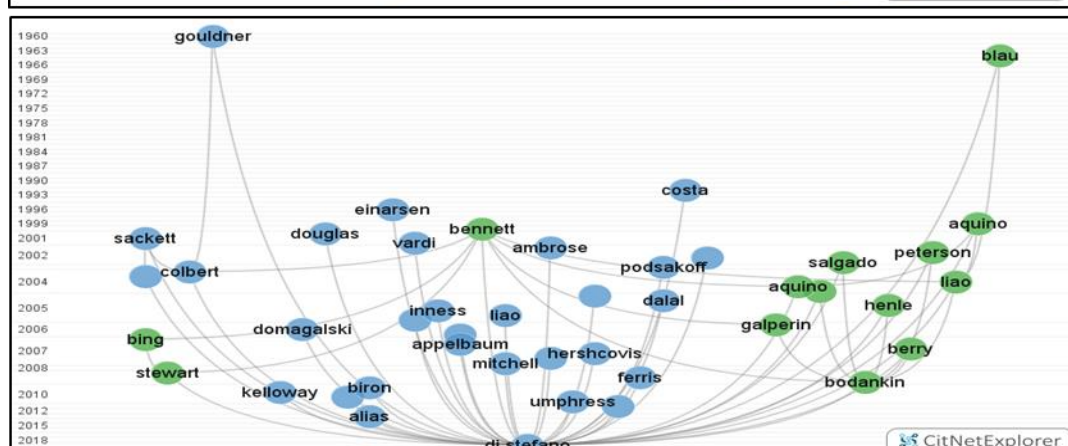 1960
gouldner
1963
blau
1966
1969
1972
1975
1978
1981
1984
1987
1990
costa
1993
1996
einarsen
1999
bennett
aquino
2001
sackett
douglas
vardi
ambrose
peterson
2002
colbert
podsakoff
salgado
2004
aquino
liao
dalal
henle
2005
inness
liao
galperin
2006
domagalski
bing
appelbaum
2007
mitchell
hershcovis
berry
2008
stewart
ferris
bodankin
2010
kelloway
biron
umphress
2012
alias
2015
2018
di stefano
CitNetExplorer